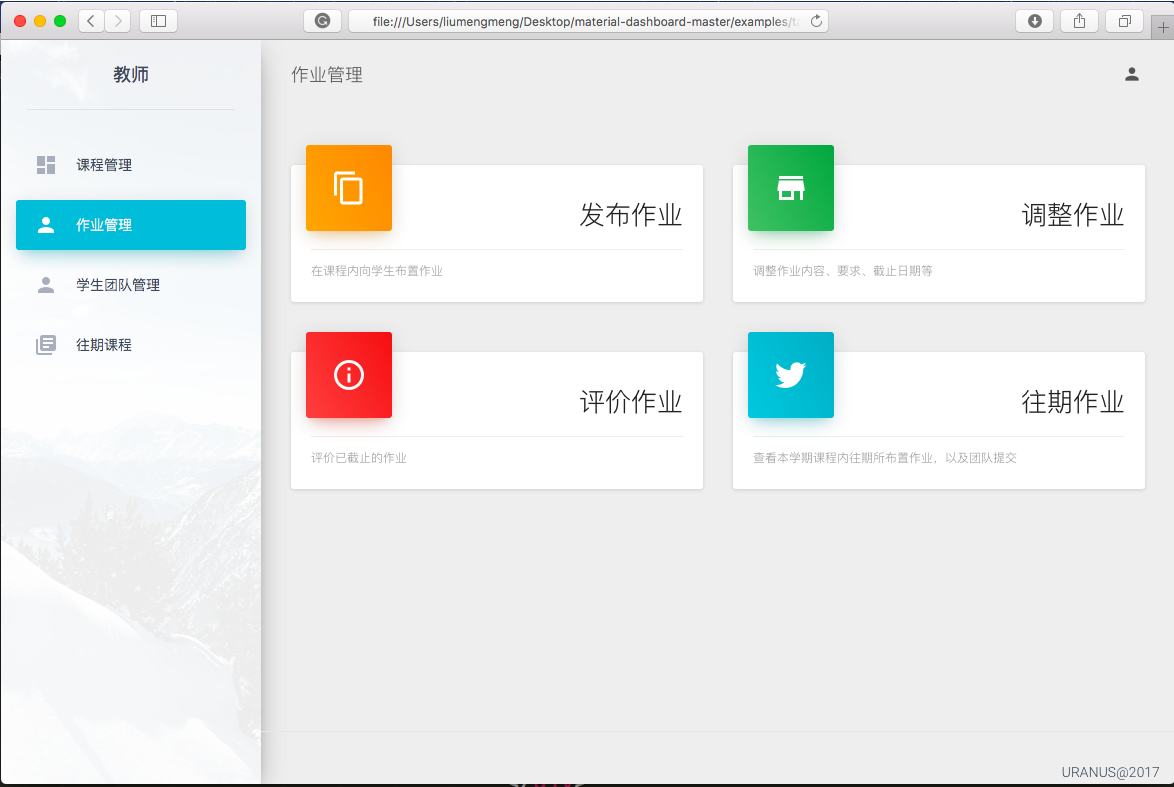 file:///Users/liumengmeng/Desktop/material-dashboard-master/examples/
教师
作业管理
课程管理
作业管理
学生团队管理
往期课程
发布作业
在课程内向学生布置作业
调整作业
调整作业内容、要求、截止日期等
评价作业
评价已截止的作业
往期作业
查看本学期课程内往期所布置作业，以及团队提交
URANUS@2017